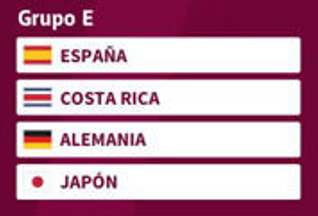 Grupo E
ESPAÑA
COSTA RICA
ALEMANIA
JAPÓN